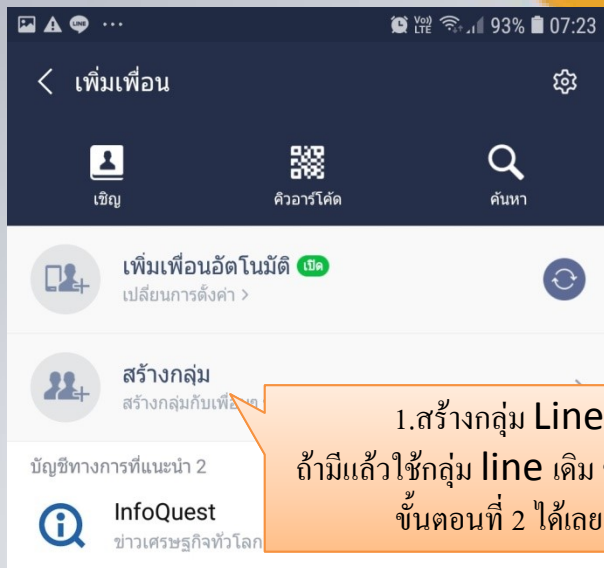 LINE ... Vo)) LTE 93% 07:23
เพิ่มเพื่อน
เชิญ คิวอาร์โค้ด ค้นหา
เพิ่มเพื่อนอัตโนมัติ เปิด
เปลี่ยนการตั้งค่า >
สร้างกลุ่ม
สร้างกลุ่มกับเพื่อนๆ
1.สร้างกลุ่ม Line
ถ้ามีแล้วใช้กลุ่ม line เดิม
ขั้นตอนที่ 2 ได้เลย
บัญชีทางการที่แนะนำ 2
InfoQuest
ข่าวเศรษฐกิจทั่วโลก